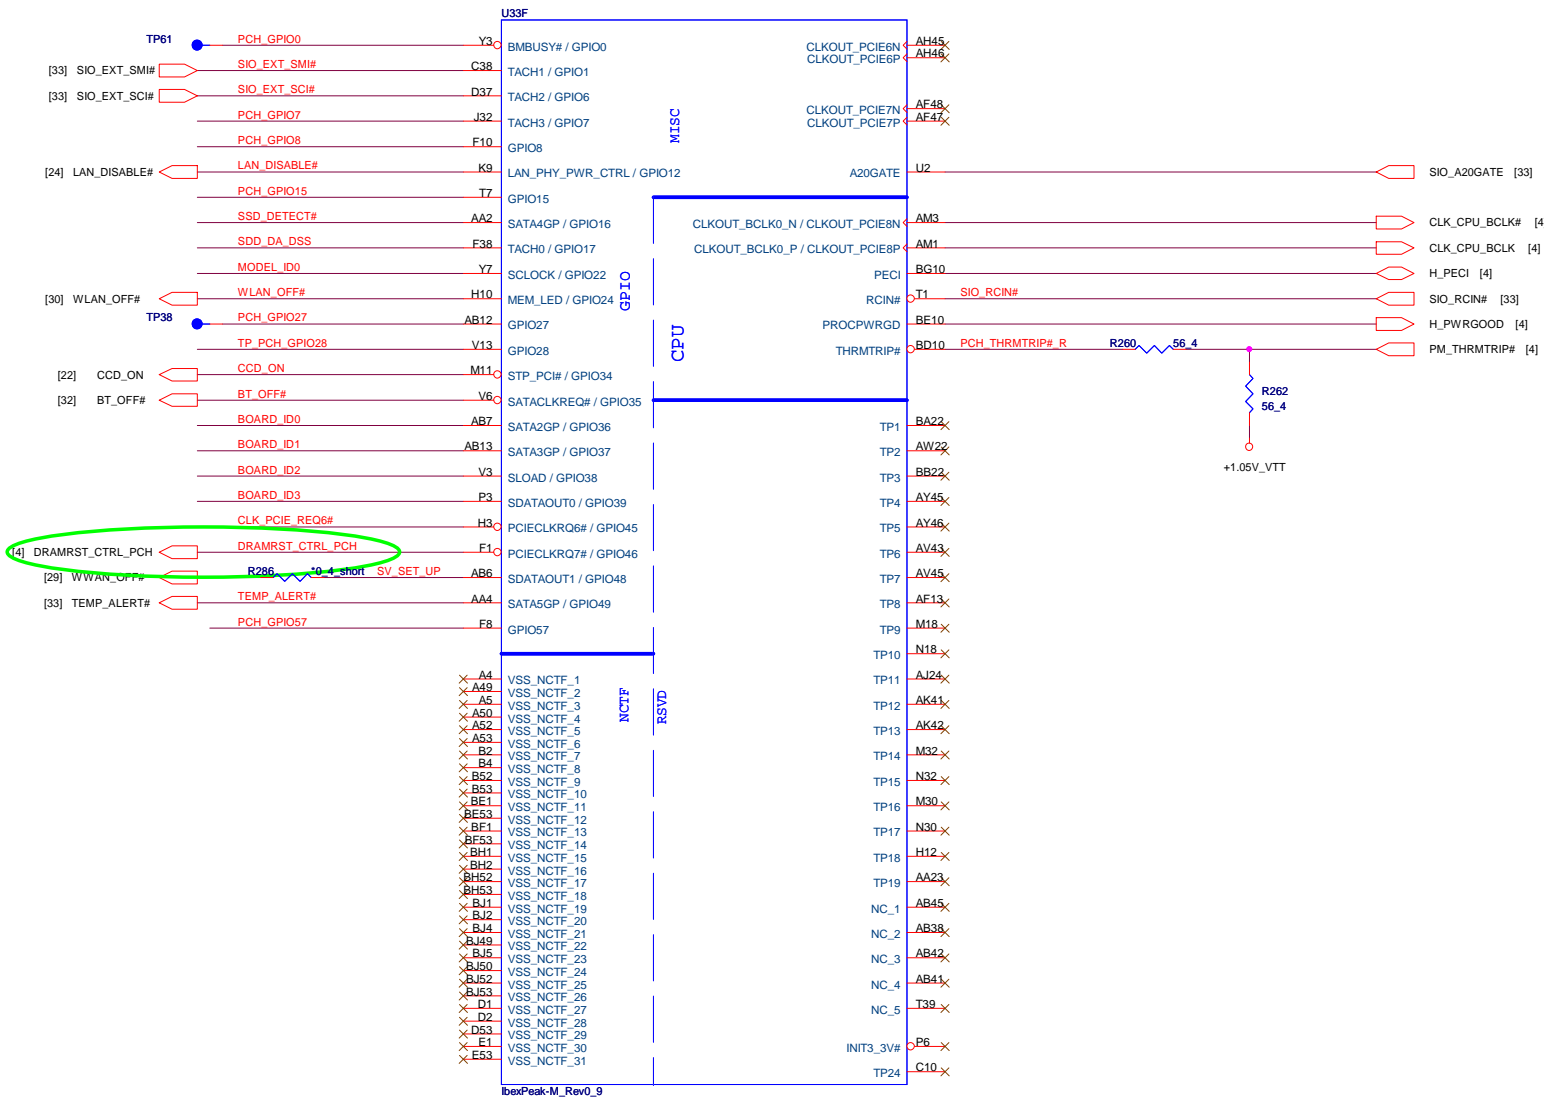 U33F
TP61 PCH_GPIO0 Y3 BMBUSY# / GPIO0
[33] SIO_EXT_SMI# SIO_EXT_SMI# C38 TACH1 / GPIO1
[33] SIO_EXT_SCI# SIO_EXT_SCI# D37 TACH2 / GPIO6
PCH_GPIO7 J32 TACH3 / GPIO7
PCH_GPIO8 F10 GPIO8
[24] LAN_DISABLE# LAN_DISABLE# K9 LAN_PHY_PWR_CTRL / GPIO12
PCH_GPIO15 T7 GPIO15
SSD_DETECT# AA2 SATA4GP / GPIO16
SDD_DA_DSS F38 TACH0 / GPIO17
MODEL_ID0 Y7 SCLOCK / GPIO22
[30] WLAN_OFF# WLAN_OFF# H10 MEM_LED / GPIO24
TP38 PCH_GPIO27 AB12 GPIO27
TP_PCH_GPIO28 V13 GPIO28
[22] CCD_ON CCD_ON M11 STP_PCI# / GPIO34
[32] BT_OFF# BT_OFF# V6 SATACLKREQ# / GPIO35
BOARD_ID0 AB7 SATA2GP / GPIO36
BOARD_ID1 AB13 SATA3GP / GPIO37
BOARD_ID2 V3 SLOAD / GPIO38
BOARD_ID3 P3 SDATAOUT0 / GPIO39
CLK_PCIE_REQ6# H3 PCIECLKRQ6# / GPIO45
[4] DRAMRST_CTRL_PCH DRAMRST_CTRL_PCH F1 PCIECLKRQ7# / GPIO46
[29] WWAN_OFF# R286 *0_4_short SV_SET_UP AB6 SDATAOUT1 / GPIO48
[33] TEMP_ALERT# TEMP_ALERT# AA4 SATA5GP / GPIO49
PCH_GPIO57 F8 GPIO57
MISC
GPIO
CPU
NCTF
RSVD
A4 VSS_NCTF_1
A49 VSS_NCTF_2
A5 VSS_NCTF_3
A50 VSS_NCTF_4
A52 VSS_NCTF_5
A53 VSS_NCTF_6
B2 VSS_NCTF_7
B4 VSS_NCTF_8
B52 VSS_NCTF_9
B53 VSS_NCTF_10
BE1 VSS_NCTF_11
BE53 VSS_NCTF_12
BF1 VSS_NCTF_13
BF53 VSS_NCTF_14
BH1 VSS_NCTF_15
BH2 VSS_NCTF_16
BH52 VSS_NCTF_17
BH53 VSS_NCTF_18
BJ1 VSS_NCTF_19
BJ2 VSS_NCTF_20
BJ4 VSS_NCTF_21
BJ49 VSS_NCTF_22
BJ5 VSS_NCTF_23
BJ50 VSS_NCTF_24
BJ52 VSS_NCTF_25
BJ53 VSS_NCTF_26
D1 VSS_NCTF_27
D2 VSS_NCTF_28
D53 VSS_NCTF_29
E1 VSS_NCTF_30
E53 VSS_NCTF_31
CLKOUT_PCIE6N AH45
CLKOUT_PCIE6P AH46
CLKOUT_PCIE7N AF48
CLKOUT_PCIE7P AF47
A20GATE U2 SIO_A20GATE [33]
CLKOUT_BCLK0_N / CLKOUT_PCIE8N AM3 CLK_CPU_BCLK# [4
CLKOUT_BCLK0_P / CLKOUT_PCIE8P AM1 CLK_CPU_BCLK [4]
PECI BG10 H_PECI [4]
RCIN# T1 SIO_RCIN# SIO_RCIN# [33]
PROCPWRGD BE10 H_PWRGOOD [4]
THRMTRIP# BD10 PCH_THRMTRIP#_R R260 56_4 PM_THRMTRIP# [4]
R262
56_4
+1.05V_VTT
TP1 BA22
TP2 AW22
TP3 BB22
TP4 AY45
TP5 AY46
TP6 AV43
TP7 AV45
TP8 AF13
TP9 M18
TP10 N18
TP11 AJ24
TP12 AK41
TP13 AK42
TP14 M32
TP15 N32
TP16 M30
TP17 N30
TP18 H12
TP19 AA23
NC_1 AB45
NC_2 AB38
NC_3 AB42
NC_4 AB41
NC_5 T39
INIT3_3V# P6
TP24 C10
IbexPeak-M_Rev0_9